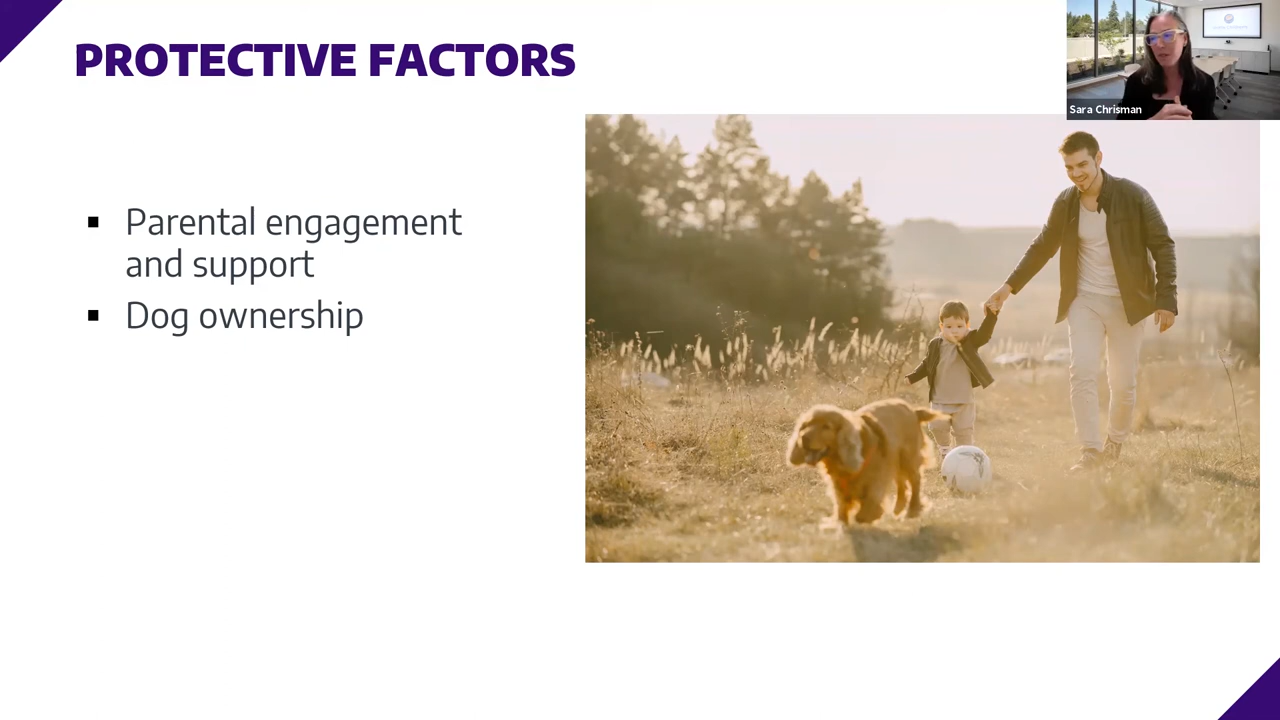 PROTECTIVE FACTORS
Sara Chrisman
▪ Parental engagement
and support
▪ Dog ownership